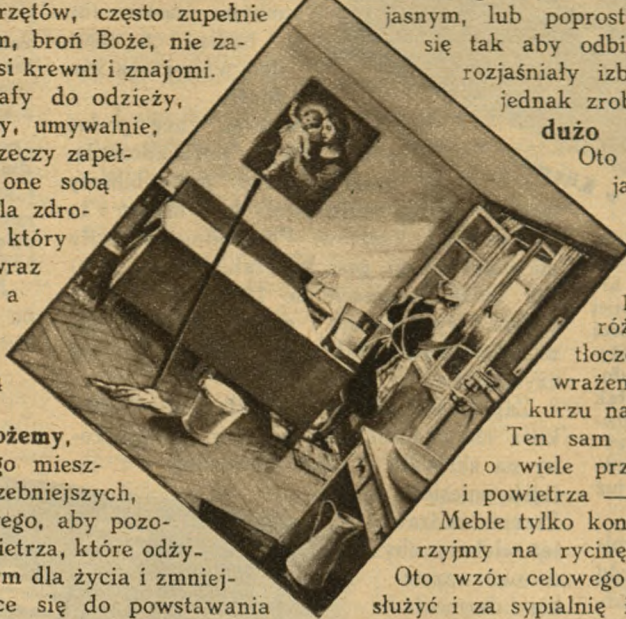 rzętów, często zupełnie
m, broń Boże, nie za-
si krewni i znajomi.
afy do odzieży,
y, umywalnie,
zeczy zapeł-
one sobą
la zdro-
który
wraz
a
ożemy,
go miesz-
zebniejszych,
ego, aby pozo-
ietrza, które odży-
m dla życia i zmniej-
ce się do powstawania
jasnym, lub poprost
się tak aby odbi
rozjaśniały izb
jednak zrob
dużo
Oto
ja
róż
tłocze
wrażen
kurzu na
Ten sam
o wiele prz
i powietrza —
Meble tylko kon
rzyjmy na rycinę
Oto wzór celowego
służyć i za sypialnię